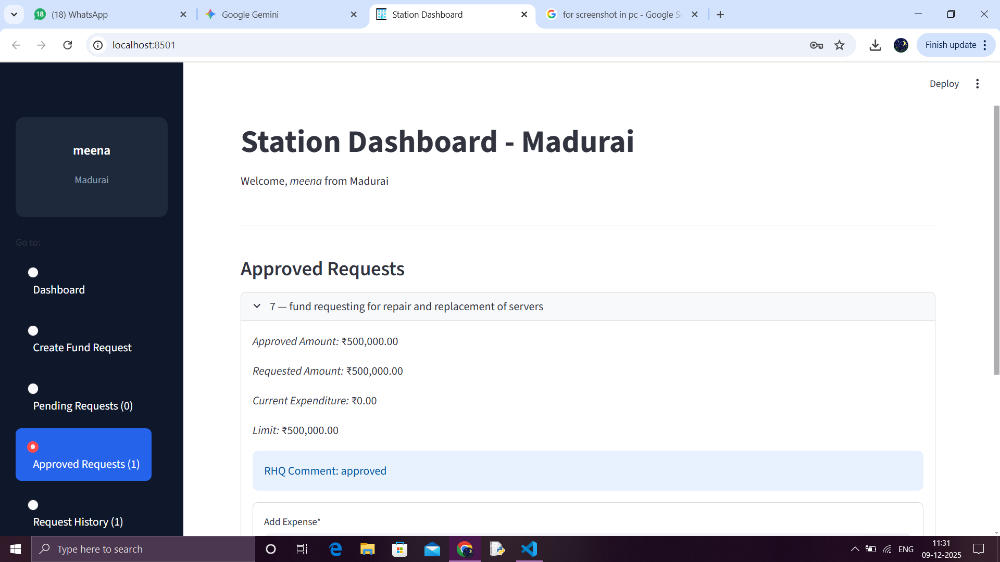 (18) WhatsApp
Google Gemini
Station Dashboard
for screenshot in pc - Google Se
localhost:8501
Finish update
Deploy
meena
Madurai
Go to:
Dashboard
Create Fund Request
Pending Requests (0)
Approved Requests (1)
Request History (1)
Station Dashboard - Madurai
Welcome, meena from Madurai
Approved Requests
7 — fund requesting for repair and replacement of servers
Approved Amount: ₹500,000.00
Requested Amount: ₹500,000.00
Current Expenditure: ₹0.00
Limit: ₹500,000.00
RHQ Comment: approved
Add Expense*
Type here to search
ENG
11:31
09-12-2025